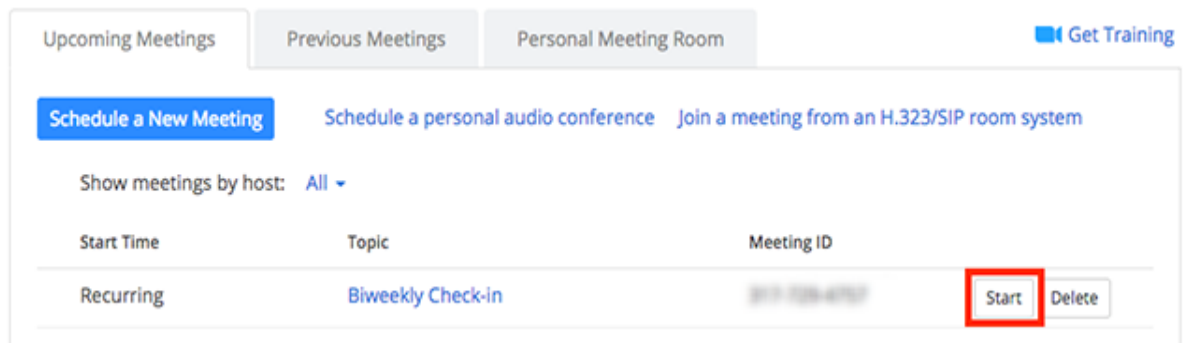 Upcoming Meetings Previous Meetings Personal Meeting Room Get Training
Schedule a New Meeting Schedule a personal audio conference Join a meeting from an H.323/SIP room system
Show meetings by host: All
Start Time Topic Meeting ID
Recurring Biweekly Check-in Start Delete